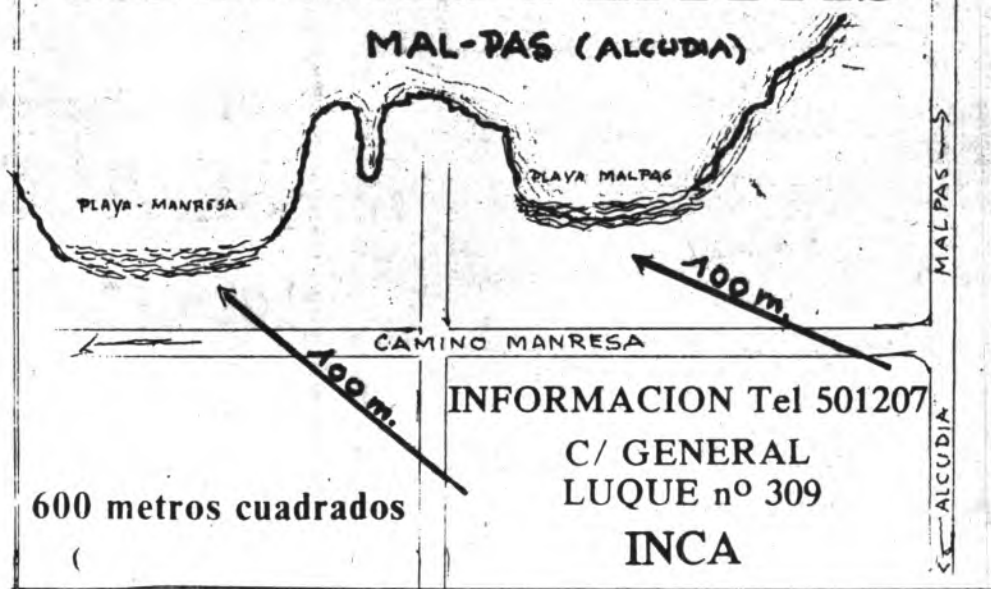 MAL-PAS (ALCUDIA)
PLAYA MALPAS
PLAYA - MANRESA
MALPAS
100 m.
CAMINO MANRESA
100 m.
INFORMACION Tel 501207
C/ GENERAL
LUQUE nº 309
INCA
600 metros cuadrados
(
ALCUDIA